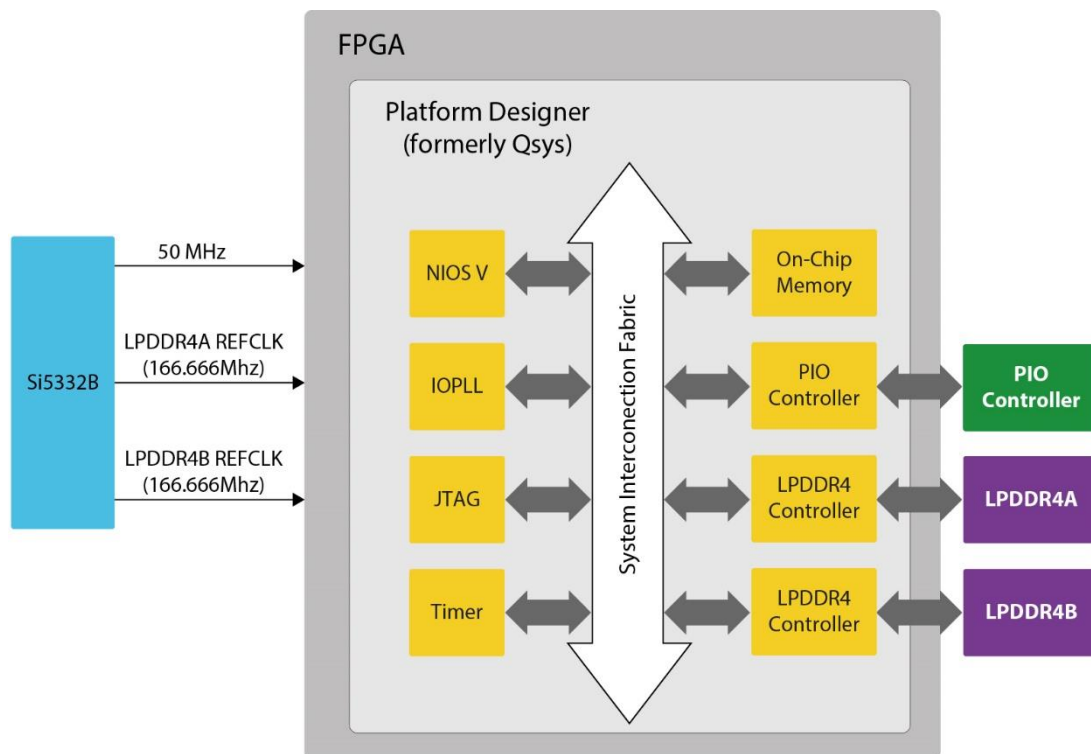 FPGA
Platform Designer
(formerly Qsys)
Si5332B
50 MHz
LPDDR4A REFCLK
(166.666Mhz)
LPDDR4B REFCLK
(166.666Mhz)
NIOS V
IOPLL
JTAG
Timer
System Interconnection Fabric
On-Chip
Memory
PIO
Controller
LPDDR4
Controller
LPDDR4
Controller
PIO
Controller
LPDDR4A
LPDDR4B